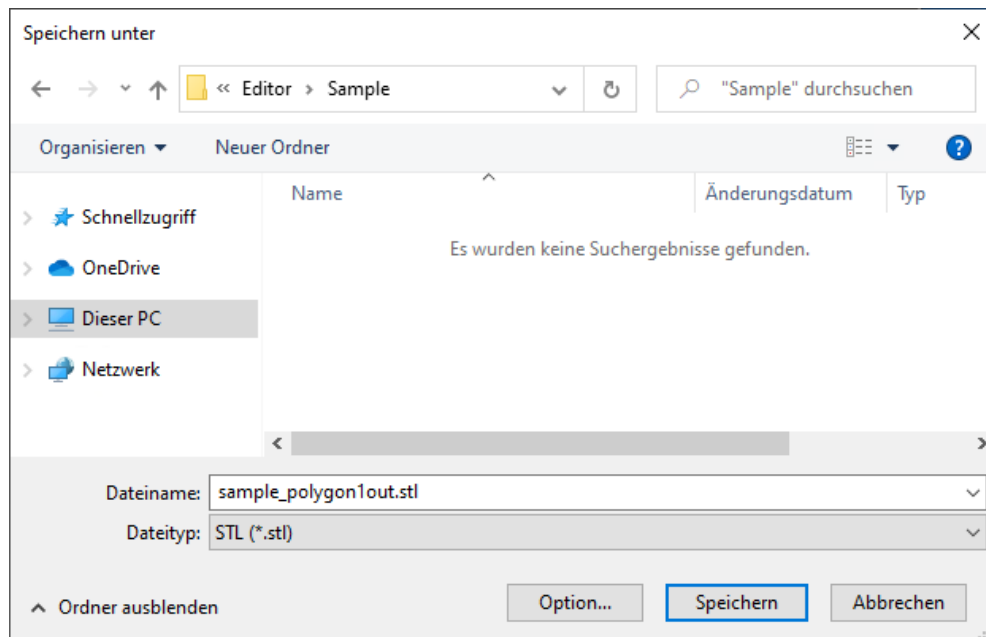 Speichern unter
« Editor > Sample
"Sample" durchsuchen
Organisieren Neuer Ordner
Name Änderungsdatum Typ
Es wurden keine Suchergebnisse gefunden.
Schnellzugriff
OneDrive
Dieser PC
Netzwerk
Dateiname: sample_polygon1out.stl
Dateityp: STL (*.stl)
Ordner ausblenden Option... Speichern Abbrechen